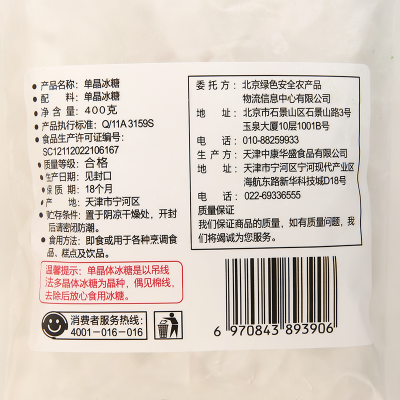 产品名称：单晶冰糖
配 料：单晶冰糖
净 含 量：400克
产品执行标准：Q/11A 3159S
食品生产许可证编号：
SC12112022106167
质量等级：合格
生产日期：见封口
保 质 期：18个月
产 地：天津市宁河区
贮存条件：置于阴凉干燥处，开封
后请密闭防潮。
食用方法：即食或用于各种烹调食
品、糕点及饮品。
温馨提示：单晶体冰糖是以吊线
法多晶体冰糖为晶种，偶见棉线，
去除后放心食用冰糖。
消费者服务热线：
4001-016-016
委 托 方：北京绿色安全农产品
物流信息中心有限公司
地 址：北京市石景山区石景山路3号
玉泉大厦10层1001B号
电 话：010-88259933
生 产 方：天津中康华盛食品有限公司
地 址：天津市宁河区宁河现代产业区
海航东路新华科技城D18号
电 话：022-69336555
质量保证
我们保证商品的质量，如有质量问题，我
们将竭诚为您服务。
6 970843 893906